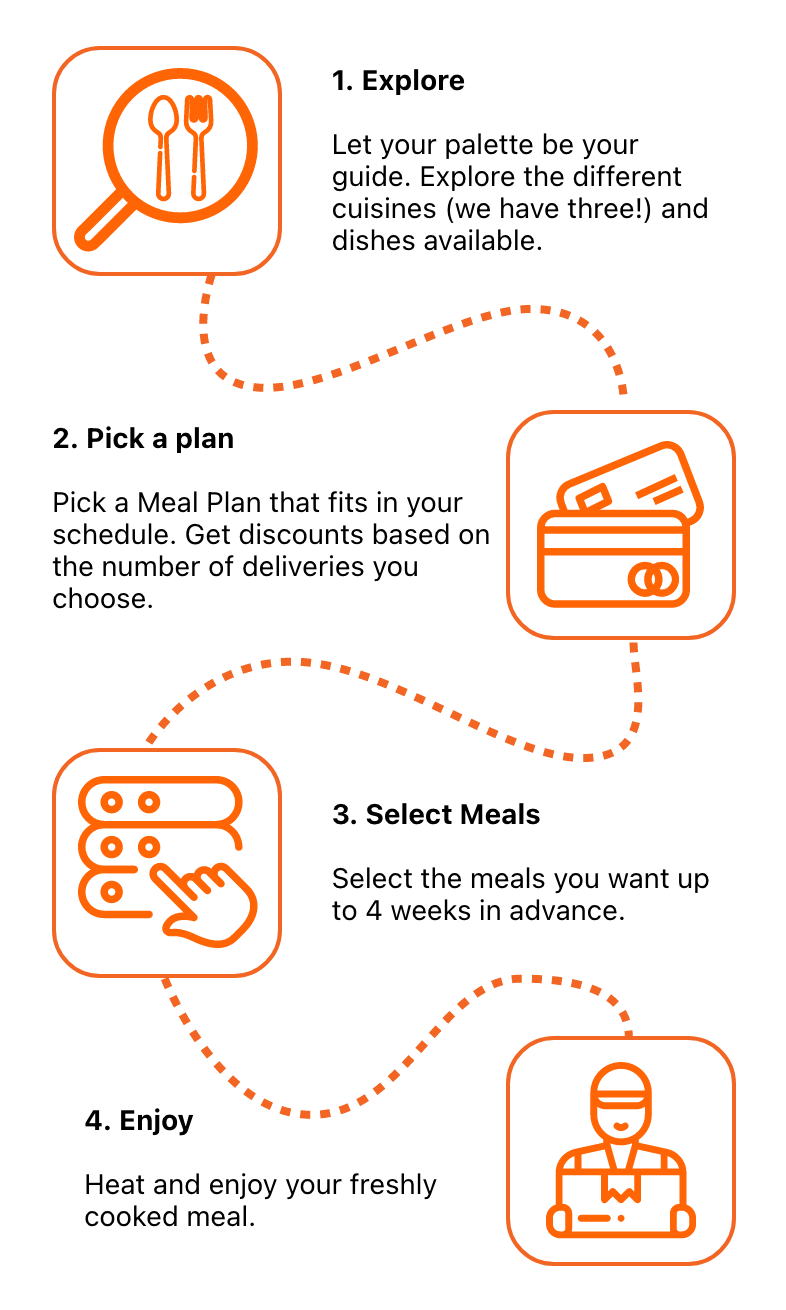 1. Explore
Let your palette be your
guide. Explore the different
cuisines (we have three!) and
dishes available.
2. Pick a plan
Pick a Meal Plan that fits in your
schedule. Get discounts based on
the number of deliveries you
choose.
3. Select Meals
Select the meals you want up
to 4 weeks in advance.
4. Enjoy
Heat and enjoy your freshly
cooked meal.